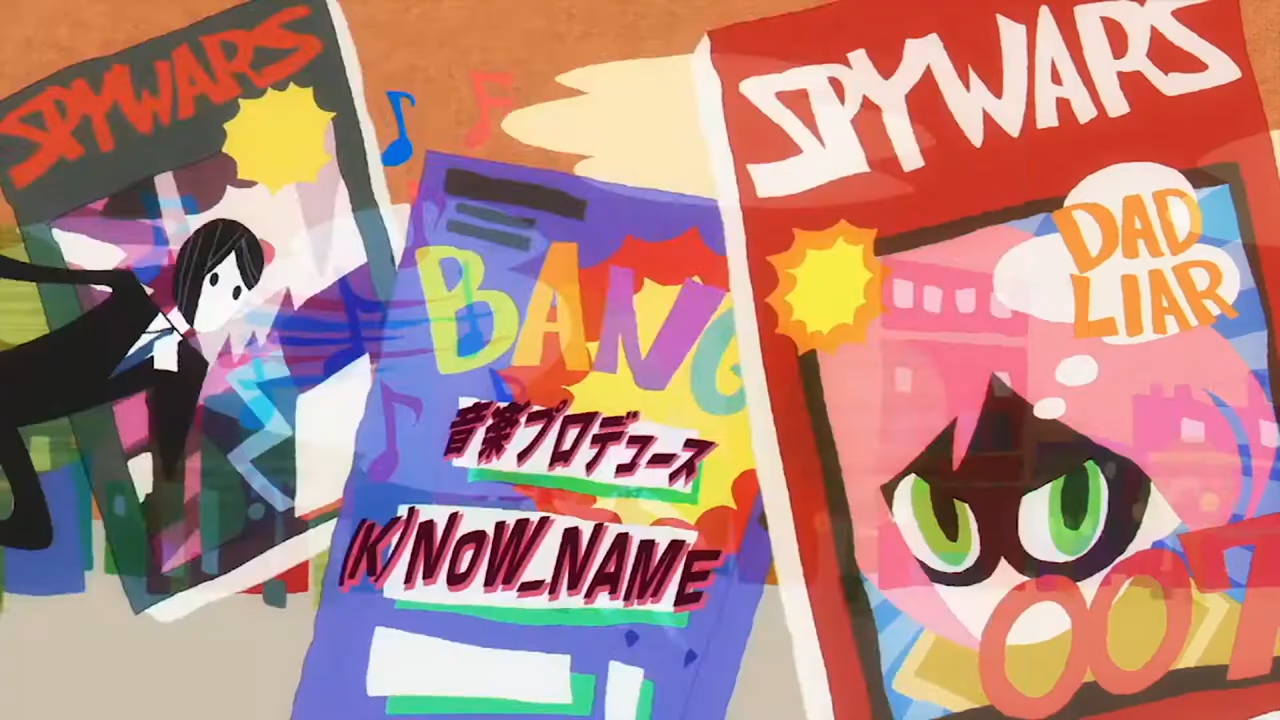 SPYWARS
BANG
音楽プロデュース
(K)NoW_NAME
SPYWARS
DAD
LIAR
007